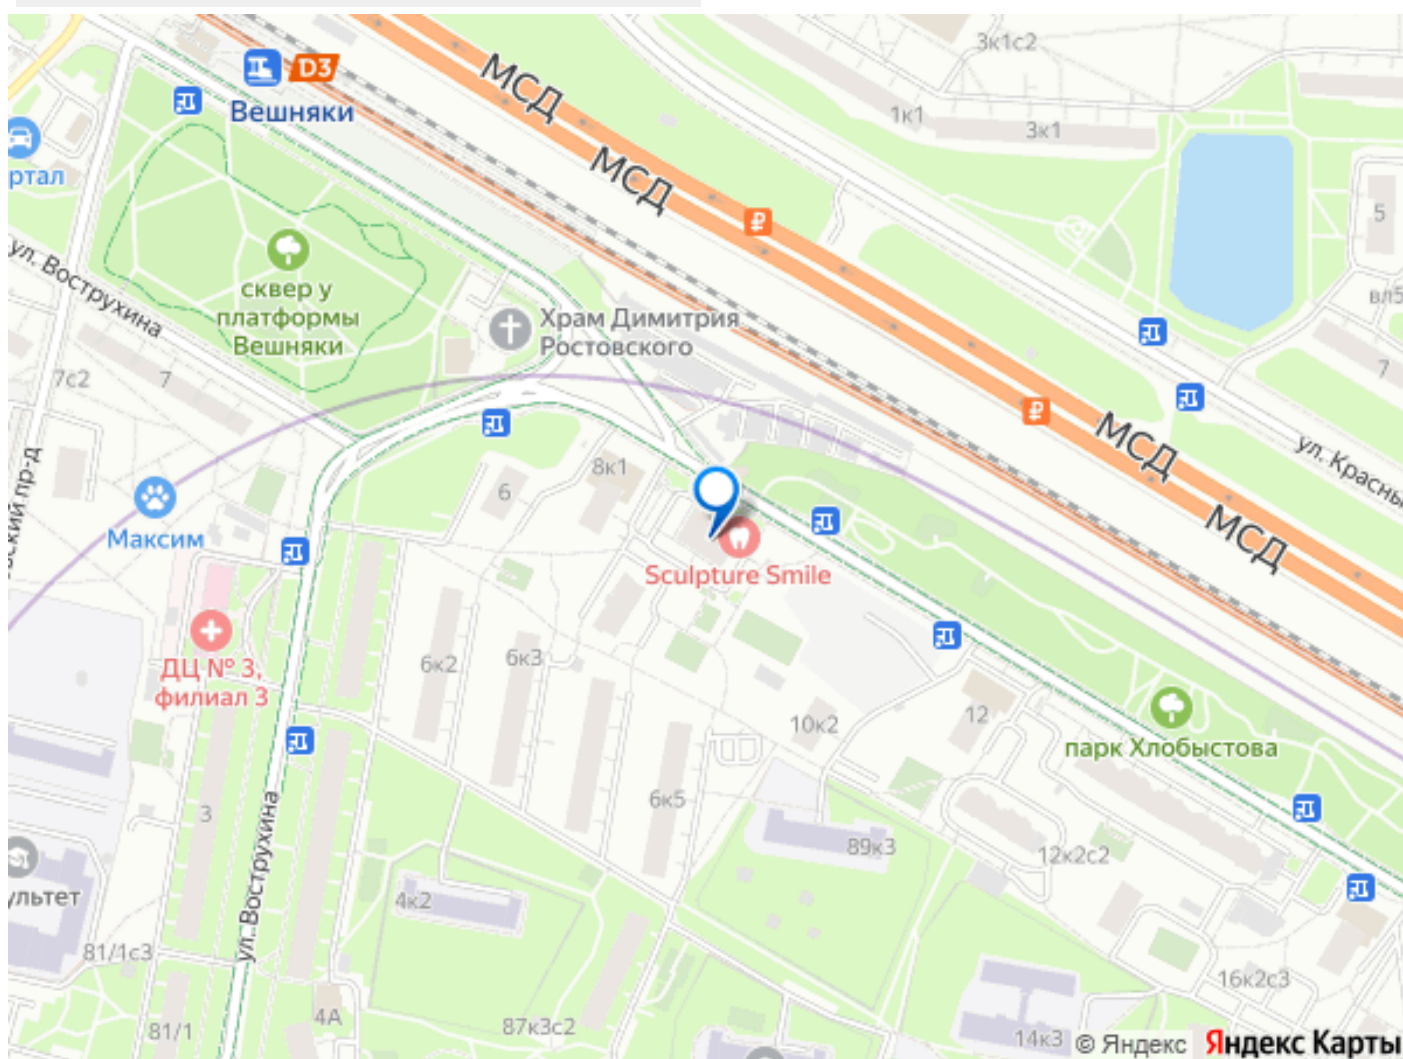 3к1с2
МСД
D3
Вешняки
1к1
3к1
МСД
ртал
5
ул. Вострухина
сквер у
платформы
Вешняки
Храм Димитрия
Ростовского
вл5
7с2
7
7
МСД
ул. Красны
8к1
6
ский пр-д
МСД
Максим
Sculpture Smile
ДЦ № 3,
филиал 3
6к2
6к3
10к2
12
парк Хлобыстова
3
6к5
ул. Вострухина
89к3
12к2с2
ультет
4к2
81/1с3
16к2с3
81/1
4А
87к3с2
14к3
© Яндекс Яндекс Карты